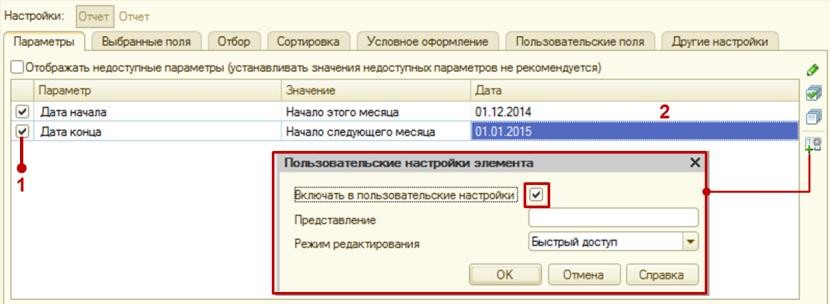 Настройки: Отчет Отчет
Параметры Выбранные поля Отбор Сортировка Условное оформление Пользовательские поля Другие настройки
Отображать недоступные параметры (устанавливать значения недоступных параметров не рекомендуется)
Параметр Значение Дата
Дата начала Начало этого месяца 01.12.2014 2
Дата конца Начало следующего месяца 01.01.2015
1
Пользовательские настройки элемента
Включать в пользовательские настройки
Представление
Режим редактирования Быстрый доступ
OK Отмена Справка